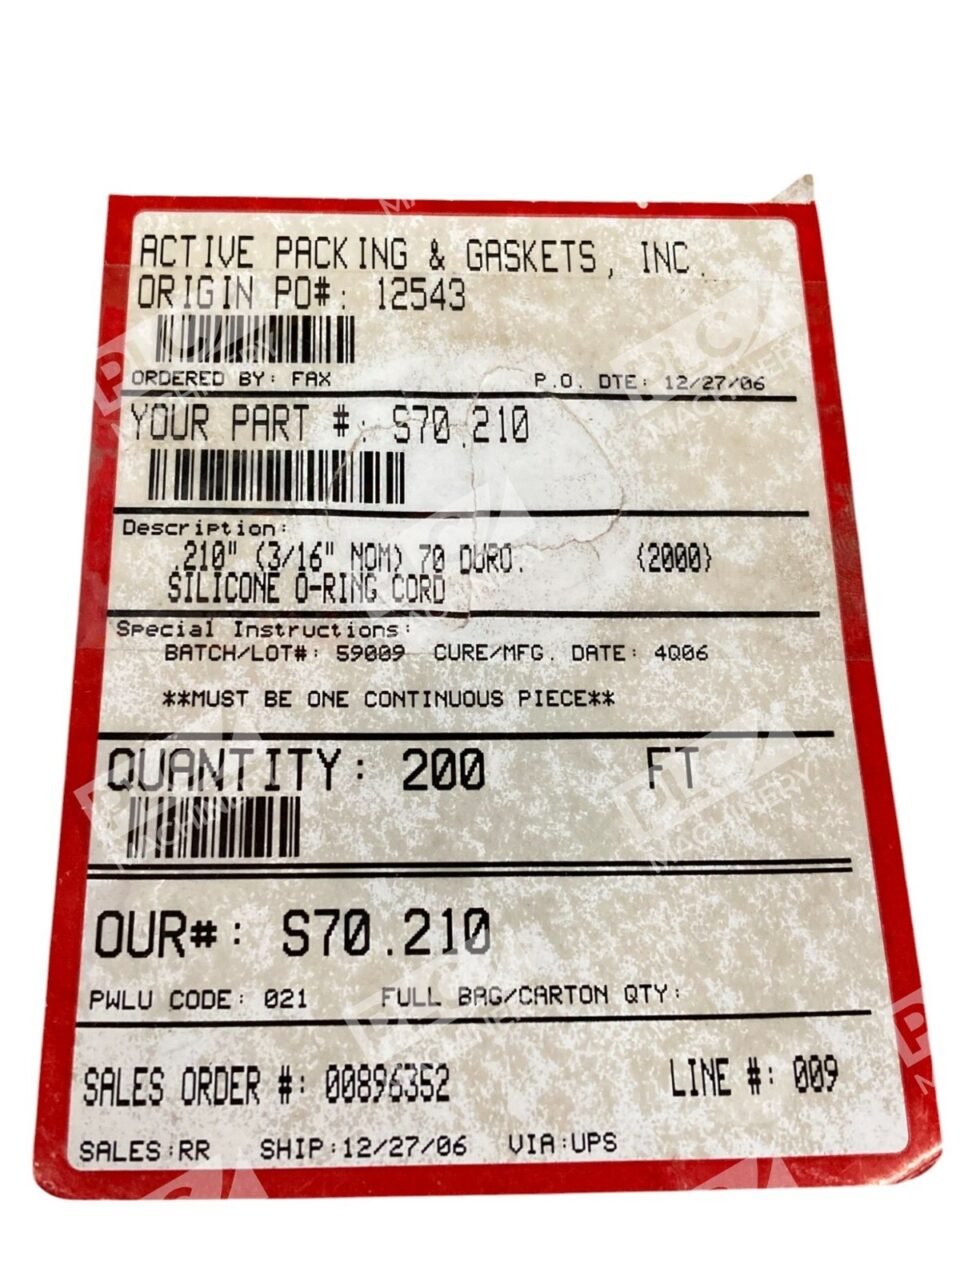 ACTIVE PACKING & GASKETS, INC.
ORIGIN PO#: 12543
ORDERED BY: FAX P.O. DTE: 12/27/06
YOUR PART #: S70.210
Description:
.210" (3/16" NOM) 70 DURO. {2000}
SILICONE O-RING CORD
Special Instructions:
BATCH/LOT#: 59009 CURE/MFG. DATE: 4Q06
**MUST BE ONE CONTINUOUS PIECE**
QUANTITY: 200 FT
OUR#: S70.210
PWLU CODE: 021 FULL BAG/CARTON QTY:
SALES ORDER #: 00896352 LINE #: 009
SALES:RR SHIP:12/27/06 VIA:UPS
PLC
MACHINERY